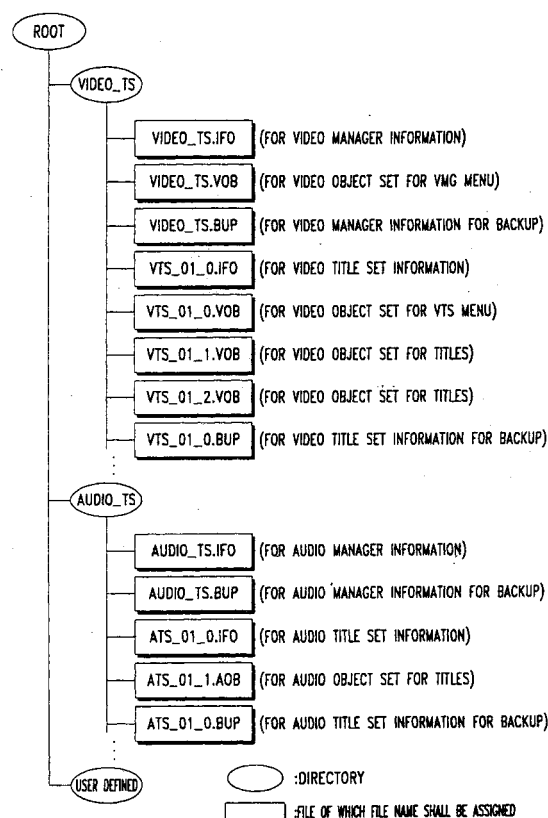 ROOT
VIDEO_TS
VIDEO_TS.IFO (FOR VIDEO MANAGER INFORMATION)
VIDEO_TS.VOB (FOR VIDEO OBJECT SET FOR VMG MENU)
VIDEO_TS.BUP (FOR VIDEO MANAGER INFORMATION FOR BACKUP)
VTS_01_0.IFO (FOR VIDEO TITLE SET INFORMATION)
VTS_01_0.VOB (FOR VIDEO OBJECT SET FOR VTS MENU)
VTS_01_1.VOB (FOR VIDEO OBJECT SET FOR TITLES)
VTS_01_2.VOB (FOR VIDEO OBJECT SET FOR TITLES)
VTS_01_0.BUP (FOR VIDEO TITLE SET INFORMATION FOR BACKUP)
AUDIO_TS
AUDIO_TS.IFO (FOR AUDIO MANAGER INFORMATION)
AUDIO_TS.BUP (FOR AUDIO MANAGER INFORMATION FOR BACKUP)
ATS_01_0.IFO (FOR AUDIO TITLE SET INFORMATION)
ATS_01_1.AOB (FOR AUDIO OBJECT SET FOR TITLES)
ATS_01_0.BUP (FOR AUDIO TITLE SET INFORMATION FOR BACKUP)
USER DEFINED
:DIRECTORY
:FILE OF WHICH FILE NAME SHALL BE ASSIGNED